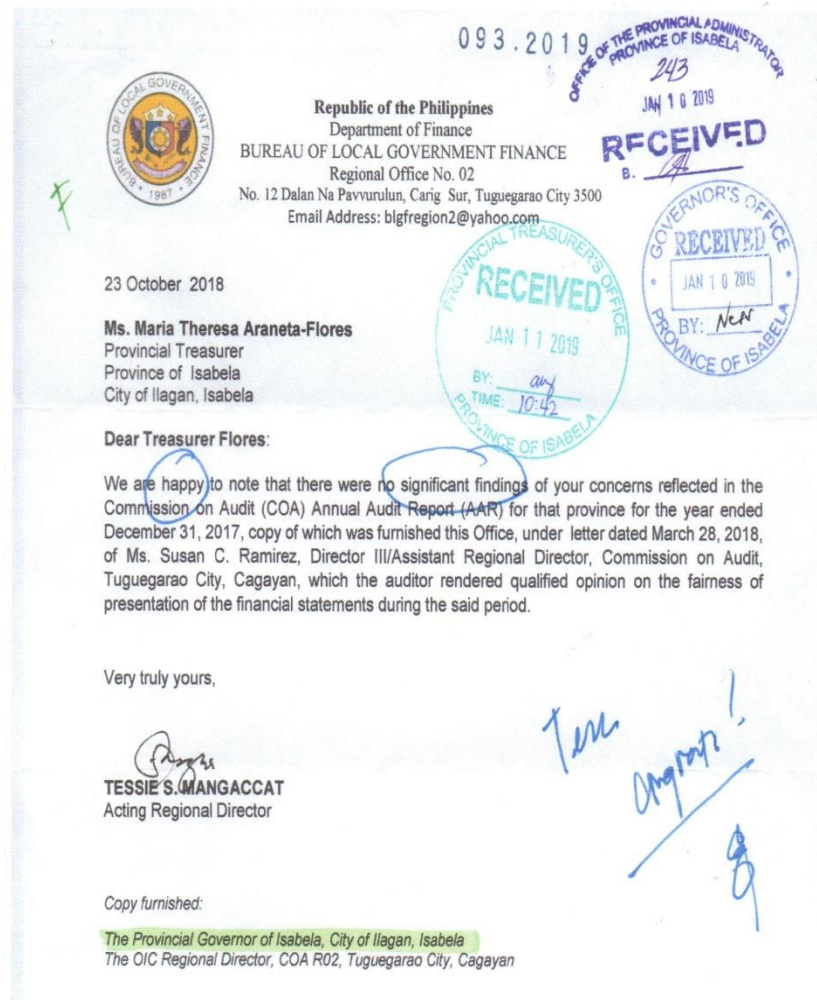 093.2019
OFFICE OF THE PROVINCIAL ADMINISTRATOR
PROVINCE OF ISABELA
243
JAN 10 2019
RECEIVED
B.
BUREAU OF LOCAL GOVERNMENT FINANCE
1987
Republic of the Philippines
Department of Finance
BUREAU OF LOCAL GOVERNMENT FINANCE
Regional Office No. 02
No. 12 Dalan Na Pavvurulun, Carig Sur, Tuguegarao City 3500
Email Address: blgfregion2@yahoo.com
GOVERNOR'S OFFICE
RECEIVED
JAN 10 2019
BY:
PROVINCE OF ISABELA
PROVINCIAL TREASURER'S OFFICE
RECEIVED
JAN 11 2019
BY:
TIME: 10:42
PROVINCE OF ISABELA
23 October 2018
Ms. Maria Theresa Araneta-Flores
Provincial Treasurer
Province of Isabela
City of Ilagan, Isabela
Dear Treasurer Flores:
We are happy to note that there were no significant findings of your concerns reflected in the
Commission on Audit (COA) Annual Audit Report (AAR) for that province for the year ended
December 31, 2017, copy of which was furnished this Office, under letter dated March 28, 2018,
of Ms. Susan C. Ramirez, Director III/Assistant Regional Director, Commission on Audit,
Tuguegarao City, Cagayan, which the auditor rendered qualified opinion on the fairness of
presentation of the financial statements during the said period.
Very truly yours,
TESSIE S. MANGACCAT
Acting Regional Director
Tess
Congrats!
Copy furnished:
The Provincial Governor of Isabela, City of Ilagan, Isabela
The OIC Regional Director, COA R02, Tuguegarao City, Cagayan